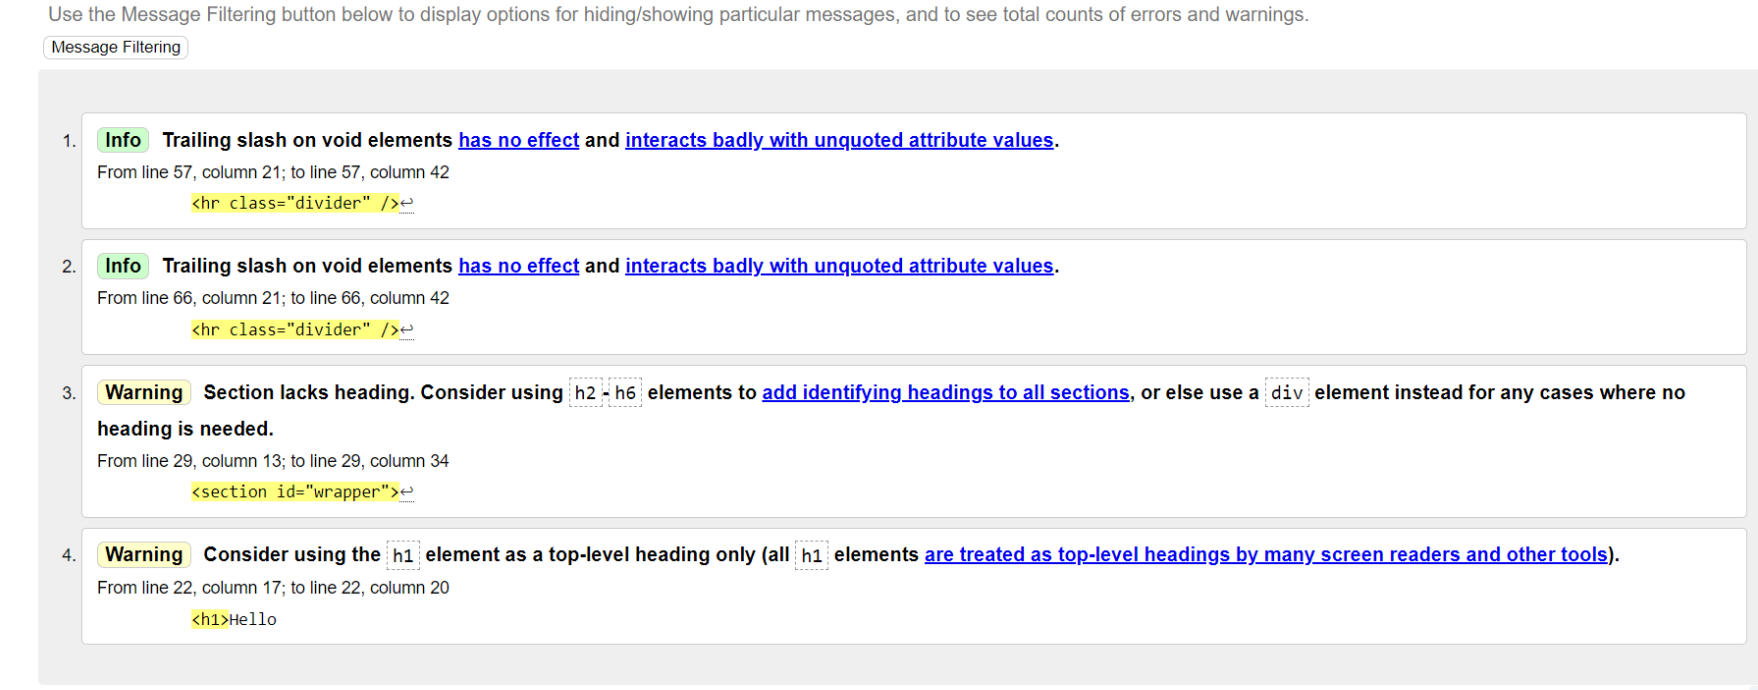 Use the Message Filtering button below to display options for hiding/showing particular messages, and to see total counts of errors and warnings.
Message Filtering
1. Info Trailing slash on void elements has no effect and interacts badly with unquoted attribute values.
From line 57, column 21; to line 57, column 42
<hr class="divider" />↩
2. Info Trailing slash on void elements has no effect and interacts badly with unquoted attribute values.
From line 66, column 21; to line 66, column 42
<hr class="divider" />↩
3. Warning Section lacks heading. Consider using h2-h6 elements to add identifying headings to all sections, or else use a div element instead for any cases where no
heading is needed.
From line 29, column 13; to line 29, column 34
<section id="wrapper">↩
4. Warning Consider using the h1 element as a top-level heading only (all h1 elements are treated as top-level headings by many screen readers and other tools).
From line 22, column 17; to line 22, column 20
<h1>Hello